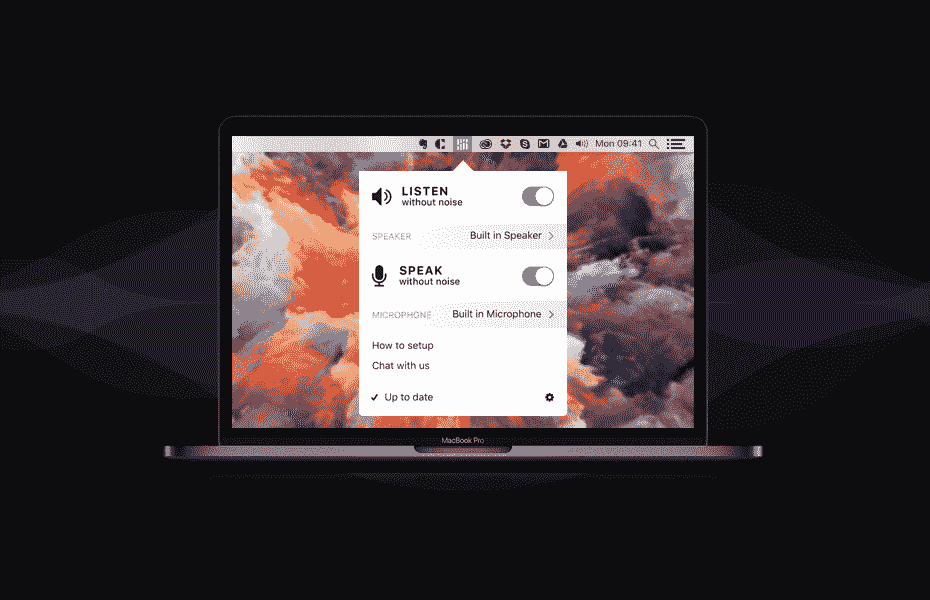 Mon 09:41
LISTEN
without noise
SPEAKER Built in Speaker
SPEAK
without noise
MICROPHONE Built in Microphone
How to setup
Chat with us
Up to date
MacBook Pro